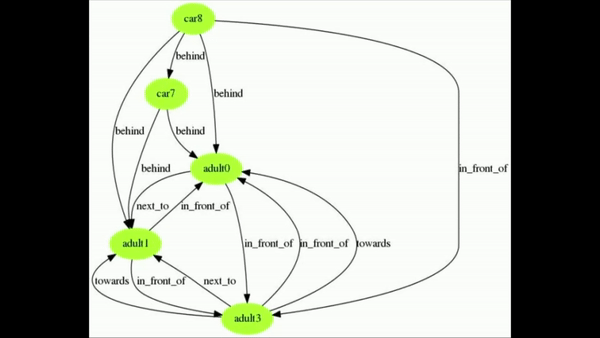 car8
behind
car7
behind
behind
behind
in_front_of
behind
adult0
next_to
in_front_of
adult1
in_front_of
in_front_of
towards
towards
in_front_of
next_to
adult3